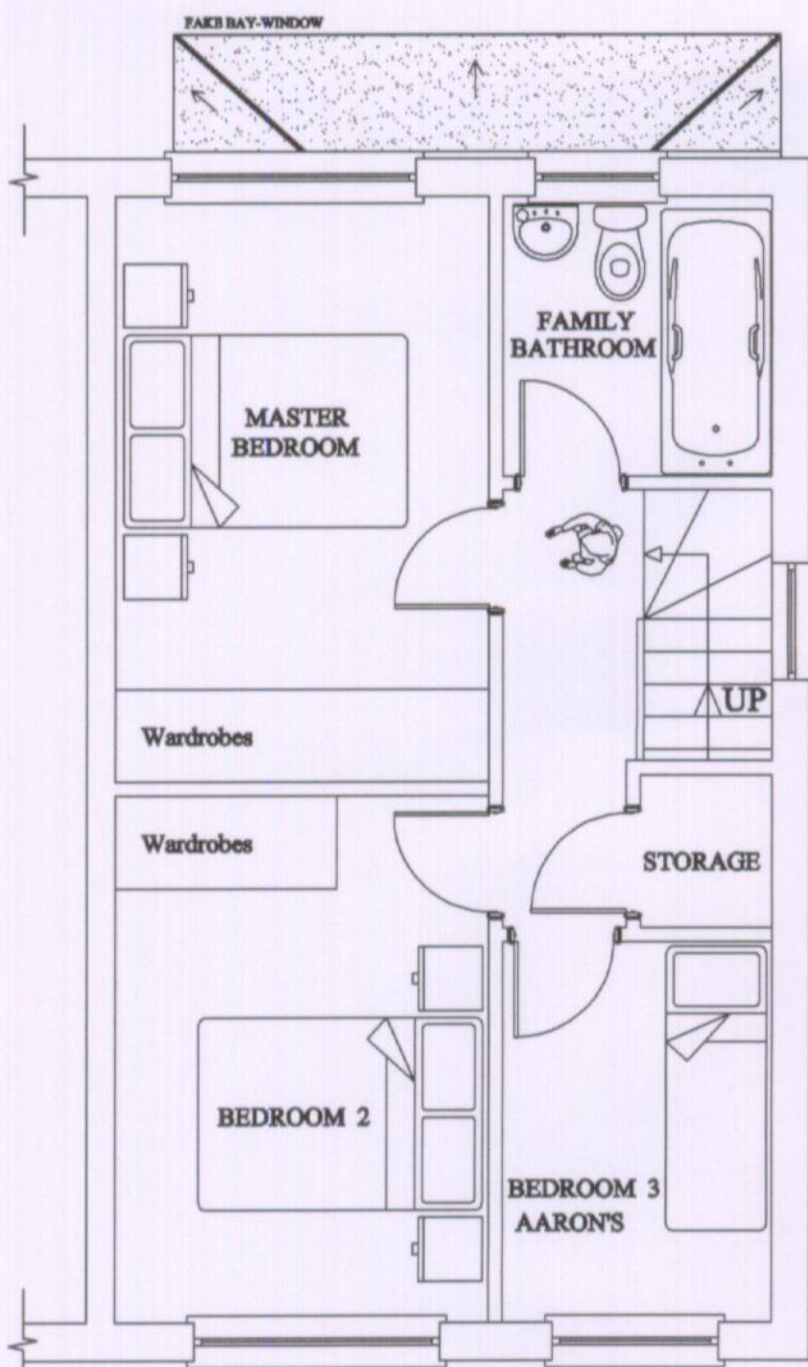 FAKE BAY-WINDOW
FAMILY
BATHROOM
MASTER
BEDROOM
UP
Wardrobes
Wardrobes
STORAGE
BEDROOM 2
BEDROOM 3
AARON'S